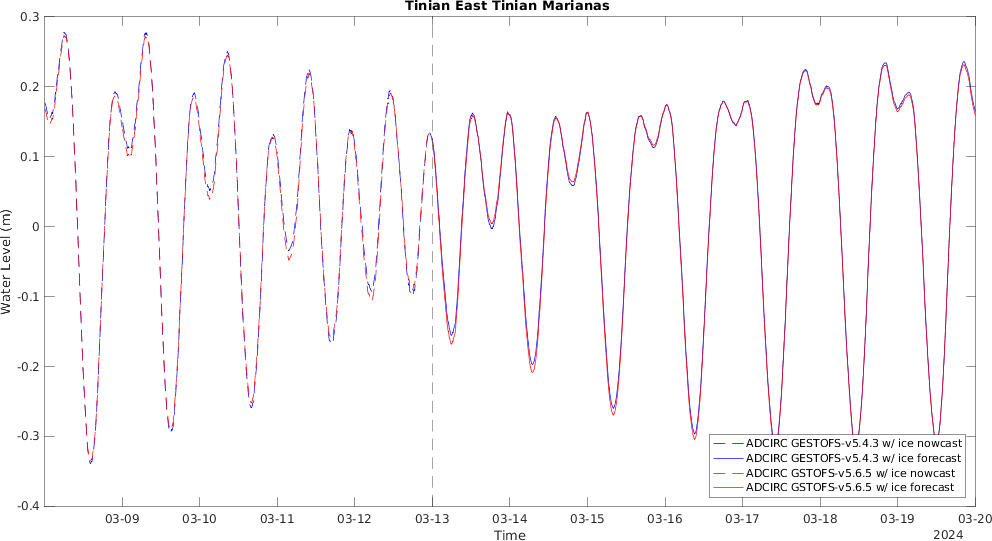 Tinian East Tinian Marianas
0.3
0.2
0.1
0
-0.1
-0.2
-0.3
-0.4
Water Level (m)
ADCIRC GESTOFS-v5.4.3 w/ ice nowcast
ADCIRC GESTOFS-v5.4.3 w/ ice forecast
ADCIRC GSTOFS-v5.6.5 w/ ice nowcast
ADCIRC GSTOFS-v5.6.5 w/ ice forecast
03-09 03-10 03-11 03-12 03-13 03-14 03-15 03-16 03-17 03-18 03-19 03-20
Time
2024